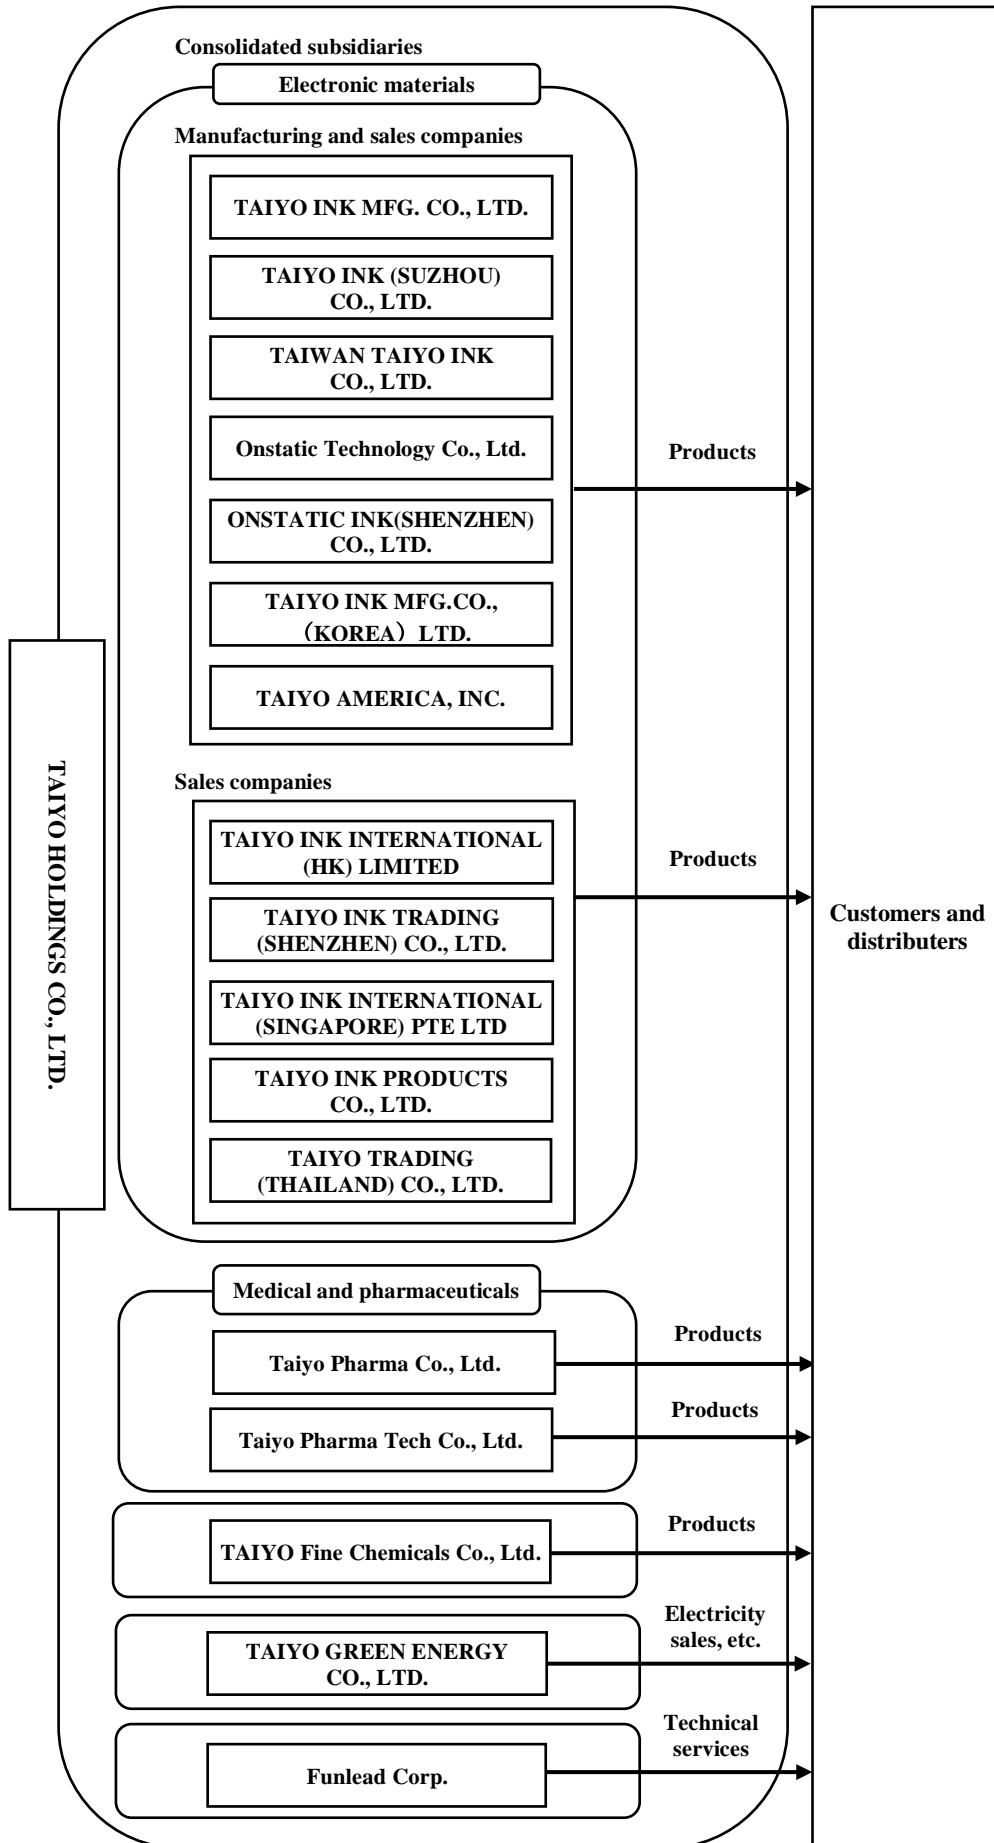 Consolidated subsidiaries
Electronic materials
Manufacturing and sales companies
TAIYO INK MFG. CO., LTD.
TAIYO INK (SUZHOU)
CO., LTD.
TAIWAN TAIYO INK
CO., LTD.
Onstatic Technology Co., Ltd.
Products
ONSTATIC INK(SHENZHEN)
CO., LTD.
TAIYO INK MFG.CO.,
（KOREA）LTD.
TAIYO AMERICA, INC.
TAIYO HOLDINGS CO., LTD.
Sales companies
TAIYO INK INTERNATIONAL
(HK) LIMITED
Products
TAIYO INK TRADING
(SHENZHEN) CO., LTD.
Customers and
distributers
TAIYO INK INTERNATIONAL
(SINGAPORE) PTE LTD
TAIYO INK PRODUCTS
CO., LTD.
TAIYO TRADING
(THAILAND) CO., LTD.
Medical and pharmaceuticals
Products
Taiyo Pharma Co., Ltd.
Products
Taiyo Pharma Tech Co., Ltd.
Products
TAIYO Fine Chemicals Co., Ltd.
Electricity
sales, etc.
TAIYO GREEN ENERGY
CO., LTD.
Technical
services
Funlead Corp.